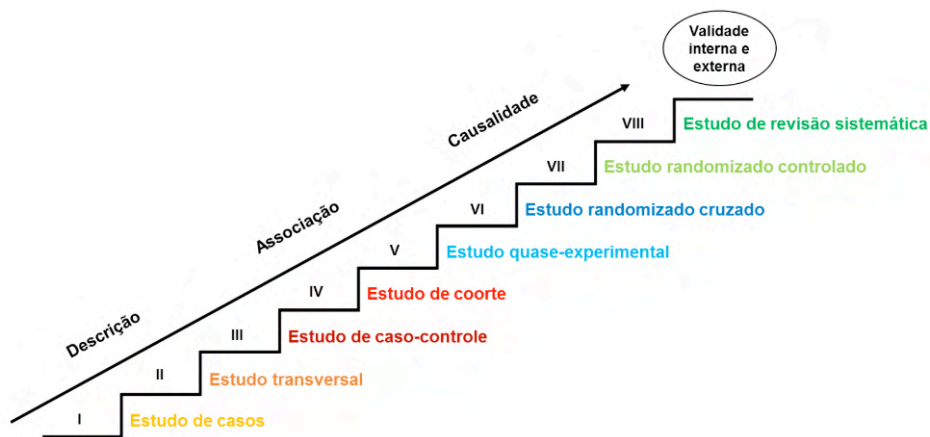 Validade
interna e
externa
Causalidade
Associação
Descrição
VIII
Estudo de revisão sistemática
VII
Estudo randomizado controlado
VI
Estudo randomizado cruzado
V
Estudo quase-experimental
IV
Estudo de coorte
III
Estudo de caso-controle
II
Estudo transversal
I
Estudo de casos